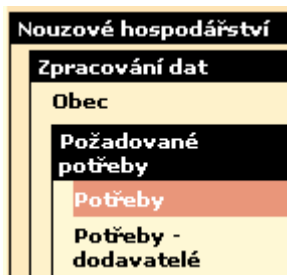 Nouzové hospodářství
Zpracování dat
Obec
Požadované
potřeby
Potřeby
Potřeby -
dodavatelé